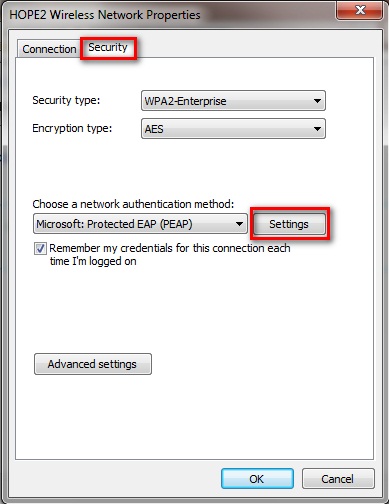 HOPE2 Wireless Network Properties
Connection
Security
Security type:
WPA2-Enterprise
Encryption type:
AES
Choose a network authentication method:
Microsoft: Protected EAP (PEAP)
Settings
Remember my credentials for this connection each
time I'm logged on
Advanced settings
OK
Cancel